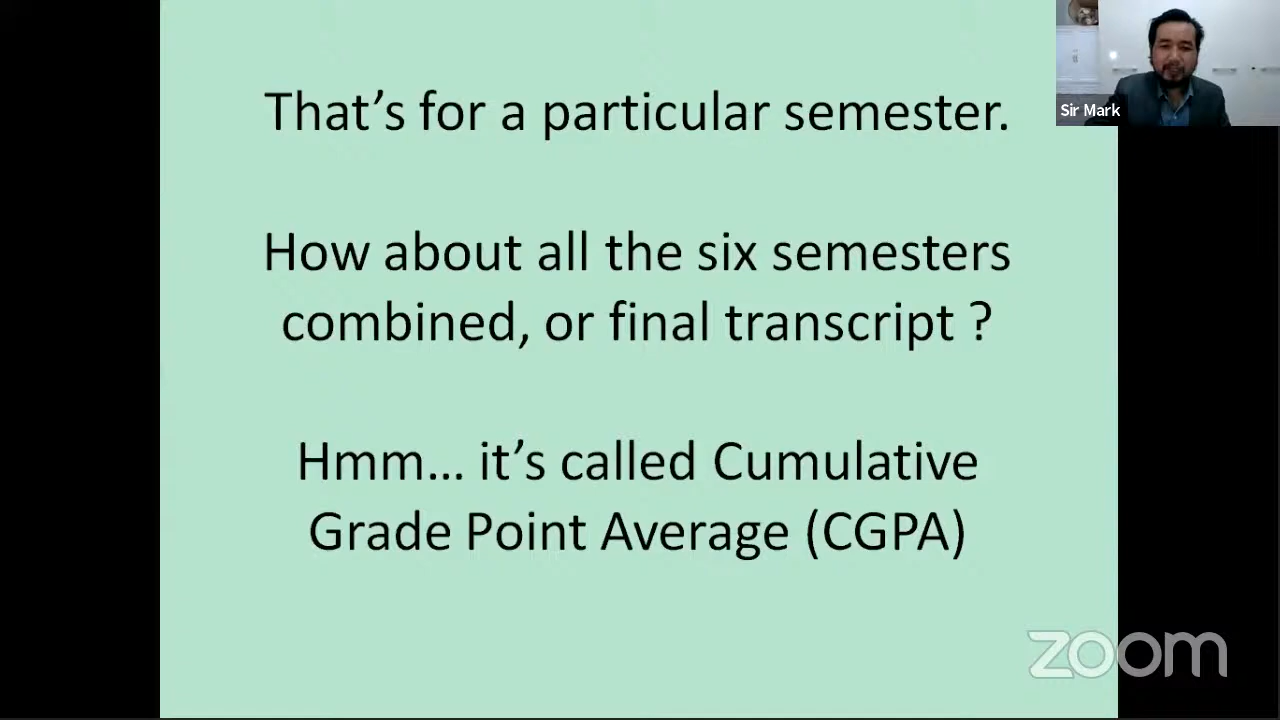 That’s for a particular semester.
How about all the six semesters
combined, or final transcript ?
Hmm… it’s called Cumulative
Grade Point Average (CGPA)
Sir Mark
zoom